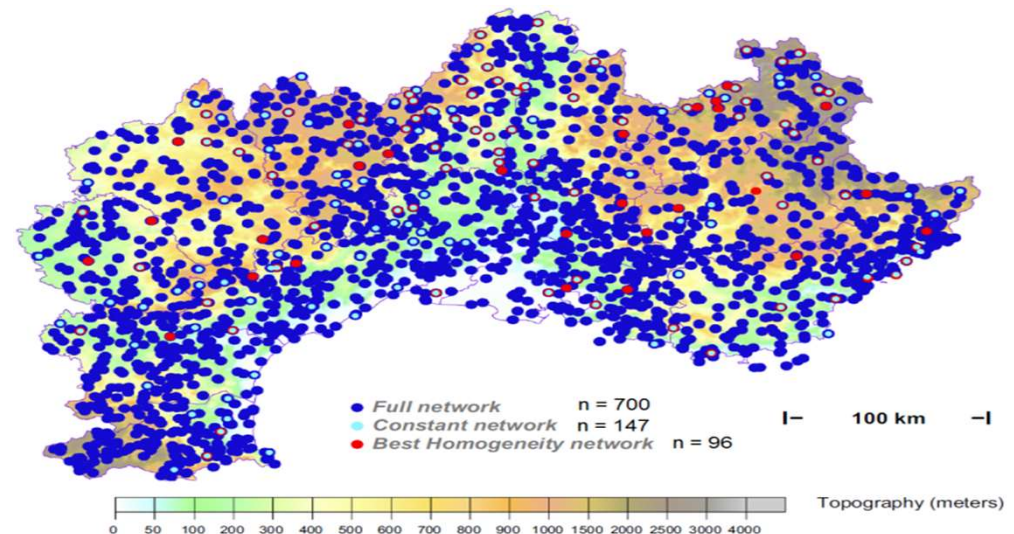 Full network n = 700
Constant network n = 147
Best Homogeneity network n = 96
100 km
Topography (meters)
0 50 100 200 300 400 500 600 700 800 900 1000 1500 2000 2500 3000 4000